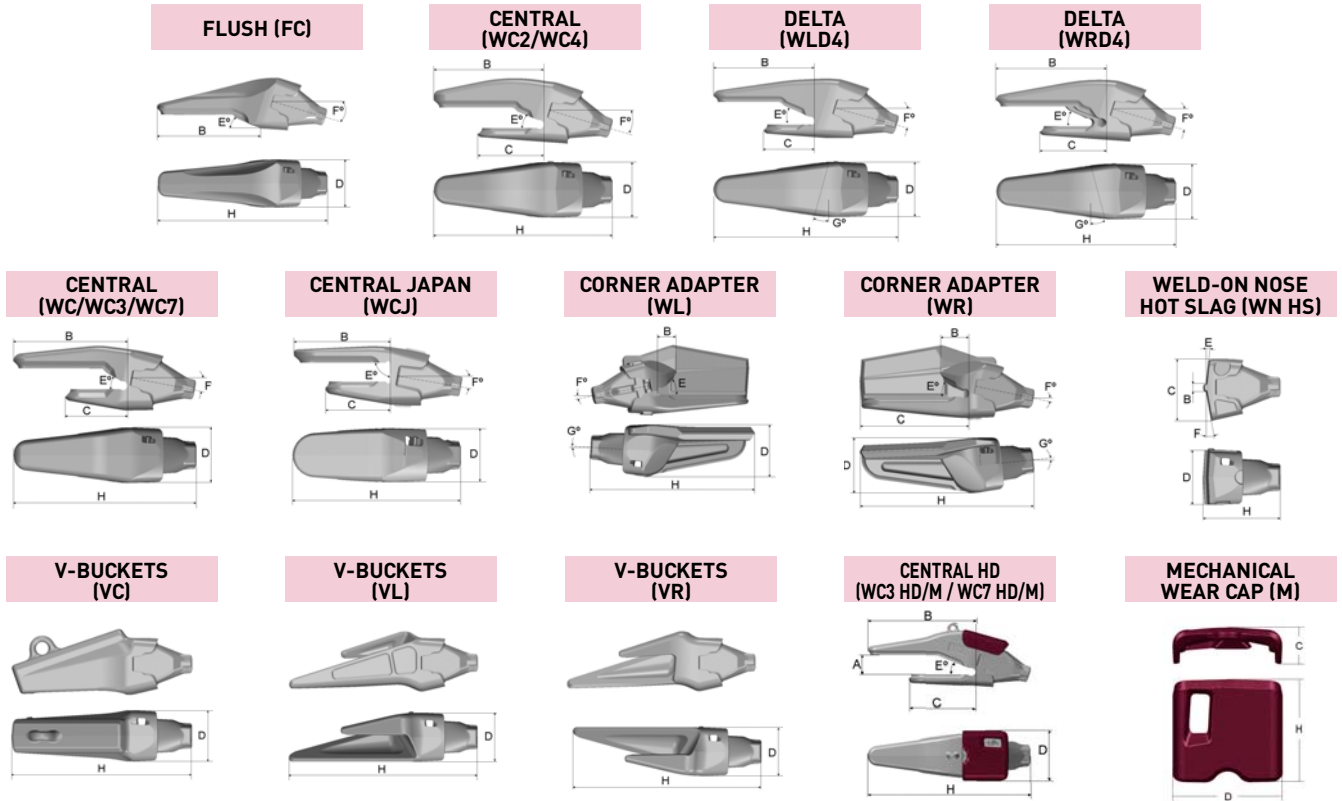 FLUSH (FC)
CENTRAL
(WC2/WC4)
DELTA
(WLD4)
DELTA
(WRD4)
B
E°
F°
D
H
B
E°
F°
C
D
H
B
E°
F°
C
D
G°
H
B
E°
F°
C
D
G°
H
CENTRAL
(WC/WC3/WC7)
CENTRAL JAPAN
(WCJ)
CORNER ADAPTER
(WL)
CORNER ADAPTER
(WR)
WELD-ON NOSE
HOT SLAG (WN HS)
B
E°
F°
C
D
H
B
E°
F°
C
D
H
B
F°
E
G°
D
H
B
E°
F°
C
G°
D
H
E
C
B
F
D
H
V-BUCKETS
(VC)
V-BUCKETS
(VL)
V-BUCKETS
(VR)
CENTRAL HD
(WC3 HD/M / WC7 HD/M)
MECHANICAL
WEAR CAP (M)
D
H
D
H
D
H
B
A
E°
C
D
H
C
H
D